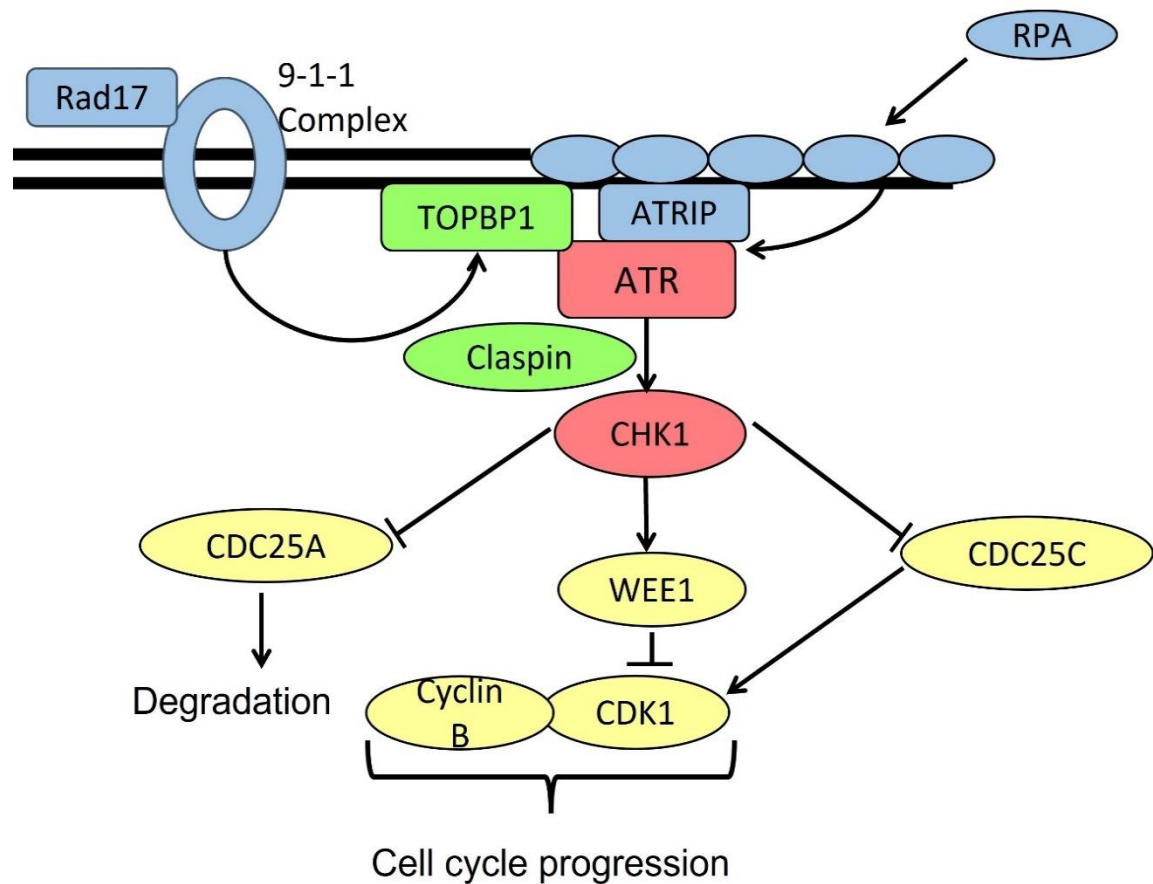 RPA
9-1-1
Complex
Rad17
TOPBP1
ATRIP
ATR
Claspin
CHK1
CDC25A
CDC25C
WEE1
Degradation
Cyclin
B
CDK1
Cell cycle progression